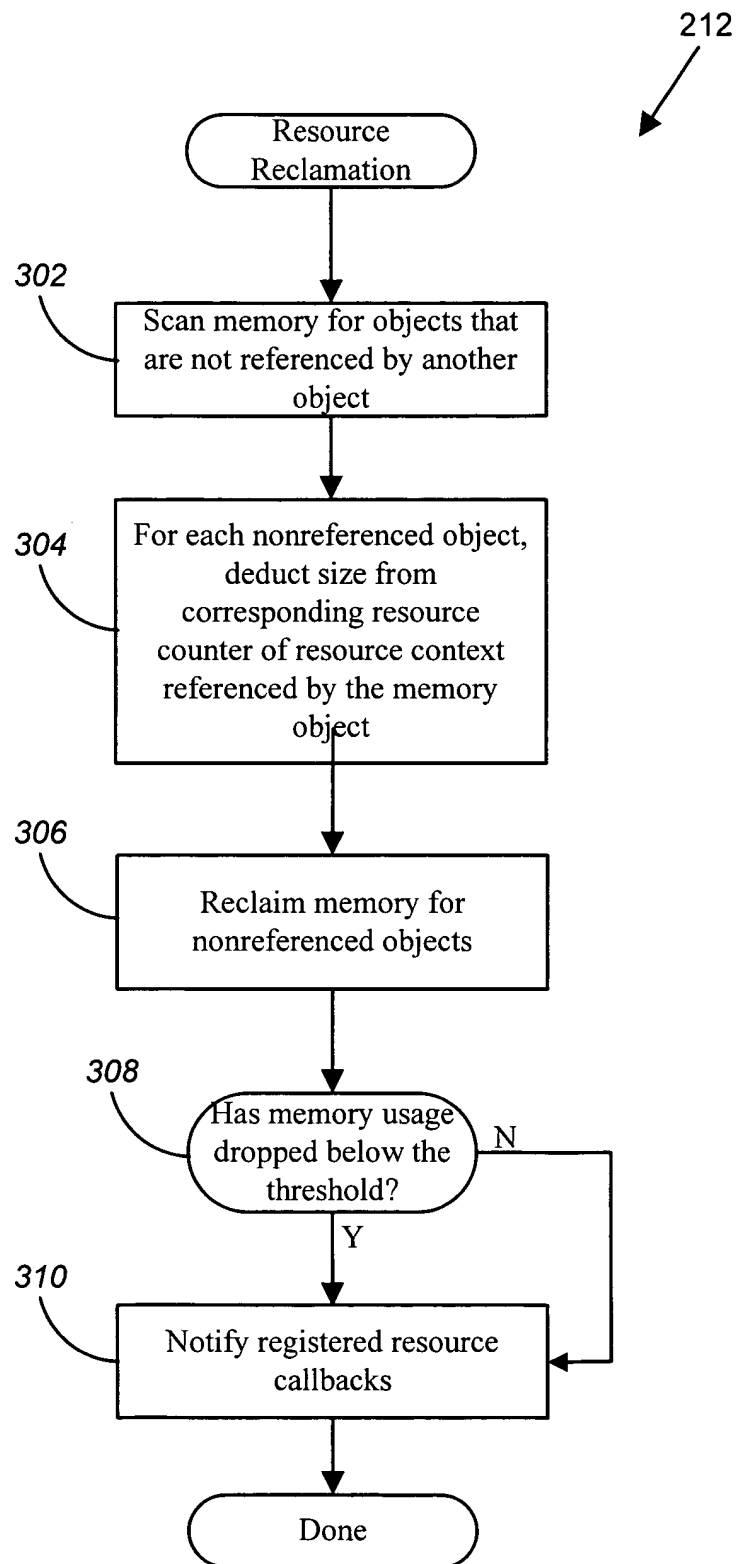 212
Resource
Reclamation
302
Scan memory for objects that
are not referenced by another
object
304
For each nonreferenced object,
deduct size from
corresponding resource
counter of resource context
referenced by the memory
object
306
Reclaim memory for
nonreferenced objects
308
Has memory usage
dropped below the
threshold?
N
Y
310
Notify registered resource
callbacks
Done